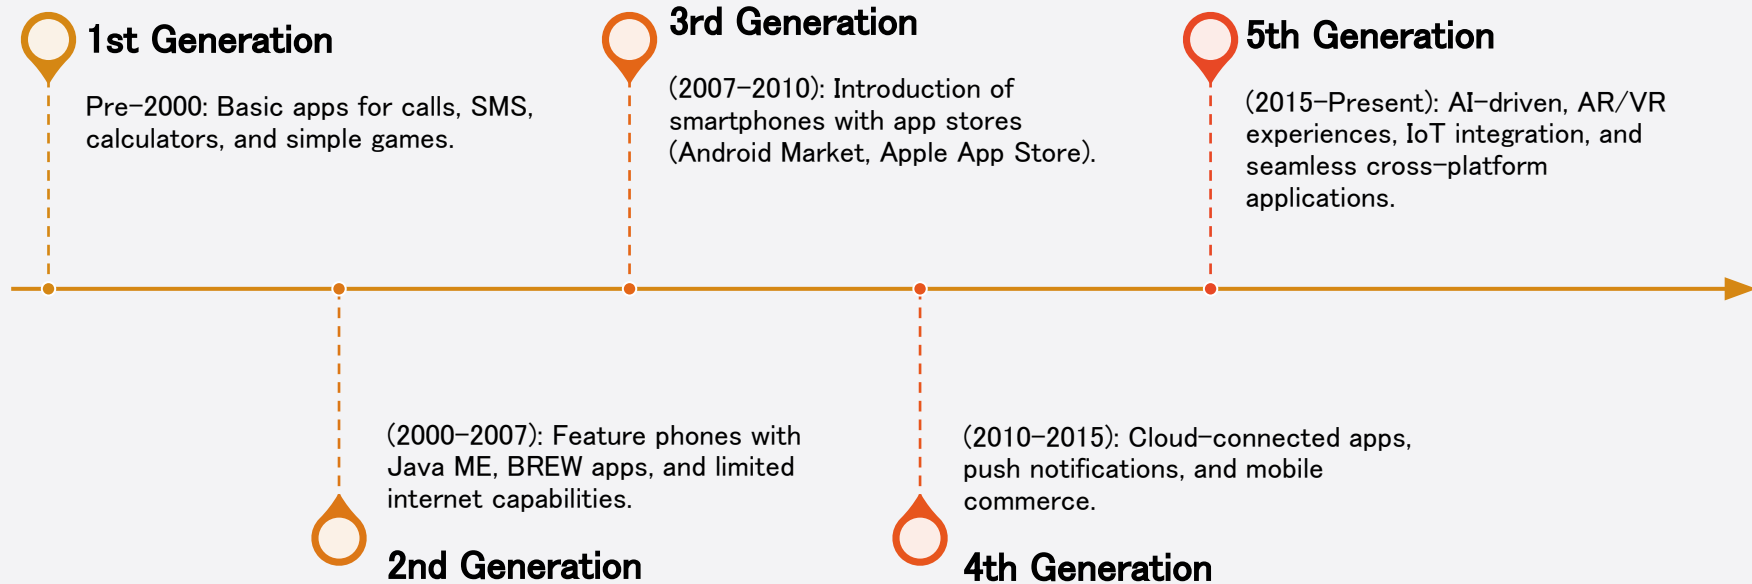 1st Generation
Pre-2000: Basic apps for calls, SMS,
calculators, and simple games.
(2000-2007): Feature phones with
Java ME, BREW apps, and limited
internet capabilities.
2nd Generation
3rd Generation
(2007-2010): Introduction of
smartphones with app stores
(Android Market, Apple App Store).
(2010-2015): Cloud-connected apps,
push notifications, and mobile
commerce.
4th Generation
5th Generation
(2015-Present): AI-driven, AR/VR
experiences, IoT integration, and
seamless cross-platform
applications.